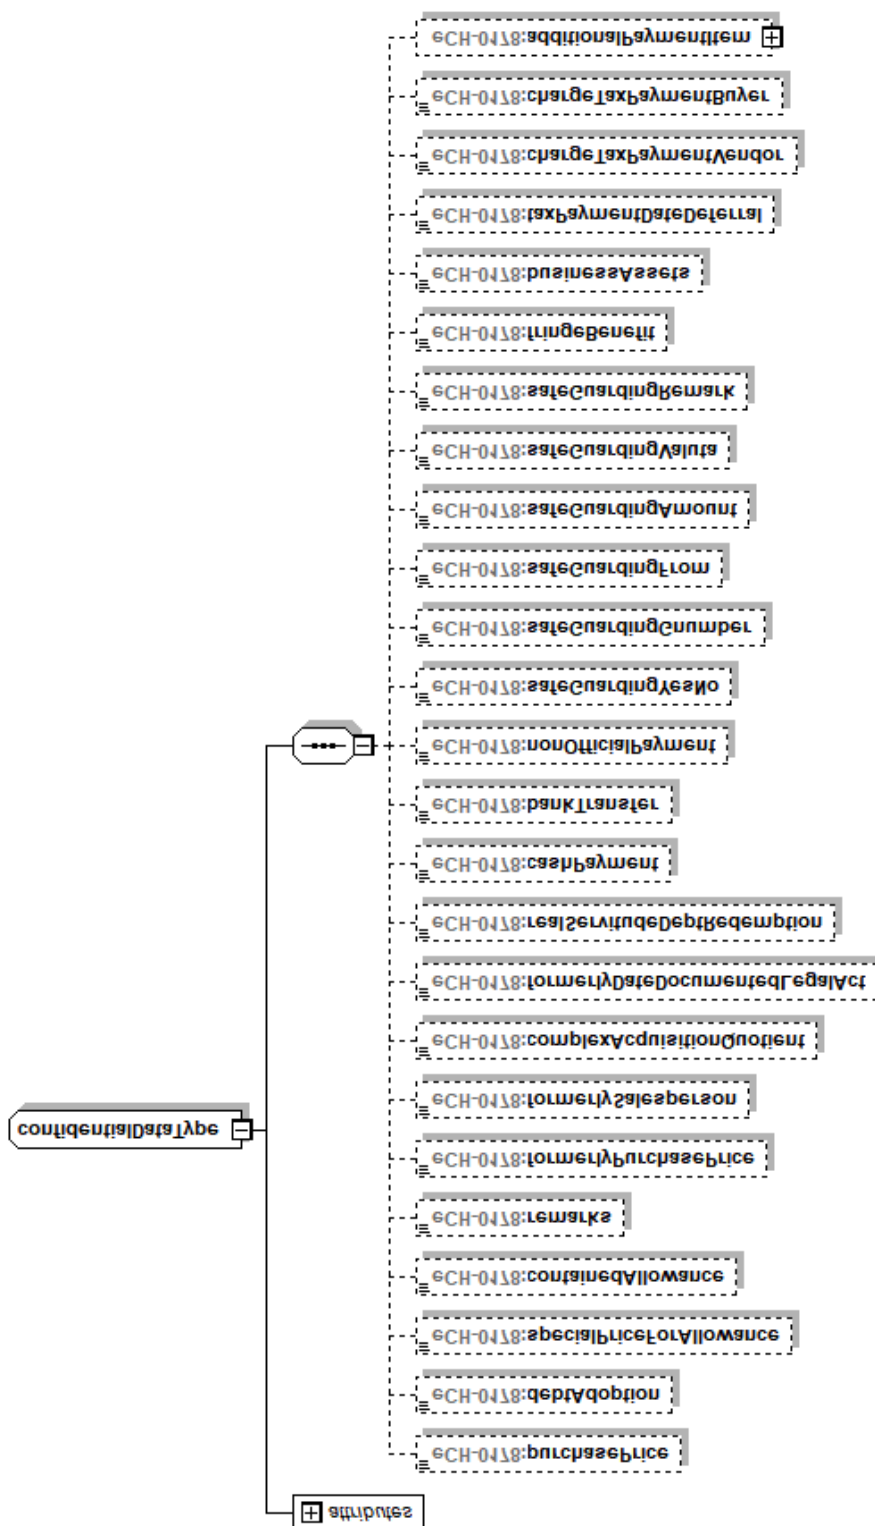 confidentialDataType
attributes
eCH-0178:purchasePrice
eCH-0178:debtAdoption
eCH-0178:specialPriceForAllowance
eCH-0178:containedAllowance
eCH-0178:remarks
eCH-0178:formerlyPurchasePrice
eCH-0178:formerlySalesperson
eCH-0178:complexAcquisitionQuotient
eCH-0178:formerlyDateDocumentedLegalAct
eCH-0178:realServitudeDeptRedemption
eCH-0178:cashPayment
eCH-0178:bankTransfer
eCH-0178:nonOfficialPayment
eCH-0178:safeGuardingYesNo
eCH-0178:safeGuardingGnumber
eCH-0178:safeGuardingFrom
eCH-0178:safeGuardingAmount
eCH-0178:safeGuardingValuta
eCH-0178:safeGuardingRemark
eCH-0178:fringeBenefit
eCH-0178:businessAssets
eCH-0178:taxPaymentDateDeferral
eCH-0178:chargeTaxPaymentVendor
eCH-0178:chargeTaxPaymentBuyer
eCH-0178:additionalPaymentItem